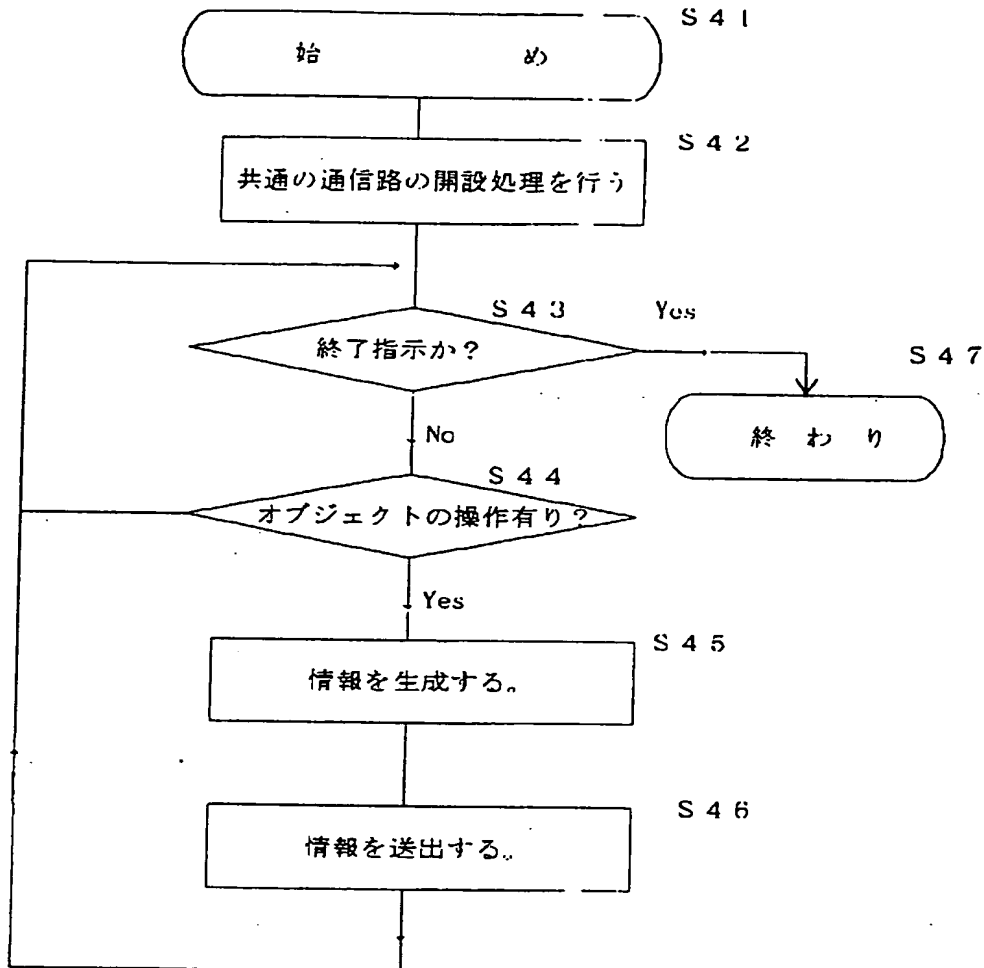 S41
始め
S42
共通の通信路の開設処理を行う
S43
Yes
終了指示か?
S47
終わり
No
S44
オブジェクトの操作有り?
Yes
S45
情報を生成する。
S46
情報を送出する。